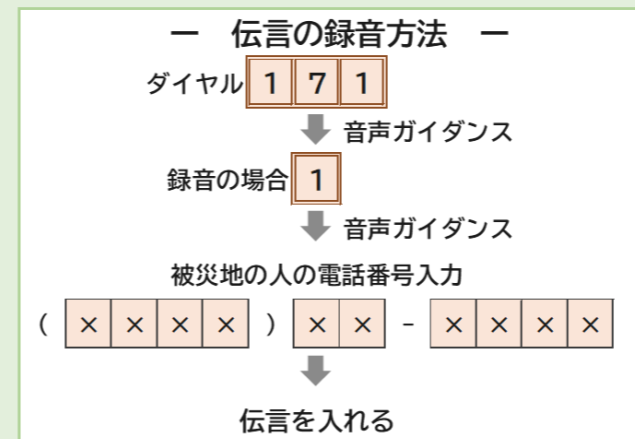 ー 伝言の録音方法 ー
ダイヤル 1 7 1
音声ガイダンス
録音の場合 1
音声ガイダンス
被災地の人の電話番号入力
( × × × × ) × × - × × × ×
伝言を入れる